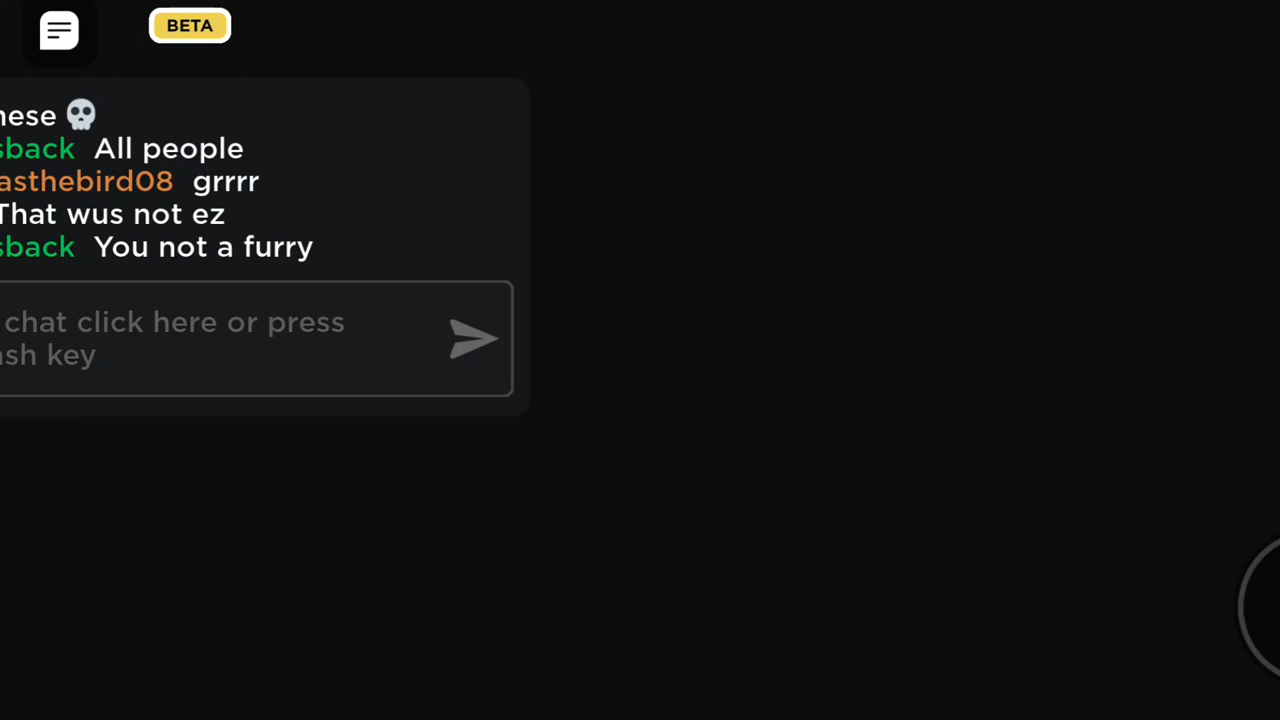 BETA
nese 💀
sback All people
asthebird08 grrrr
That wus not ez
sback You not a furry
chat click here or press
ash key